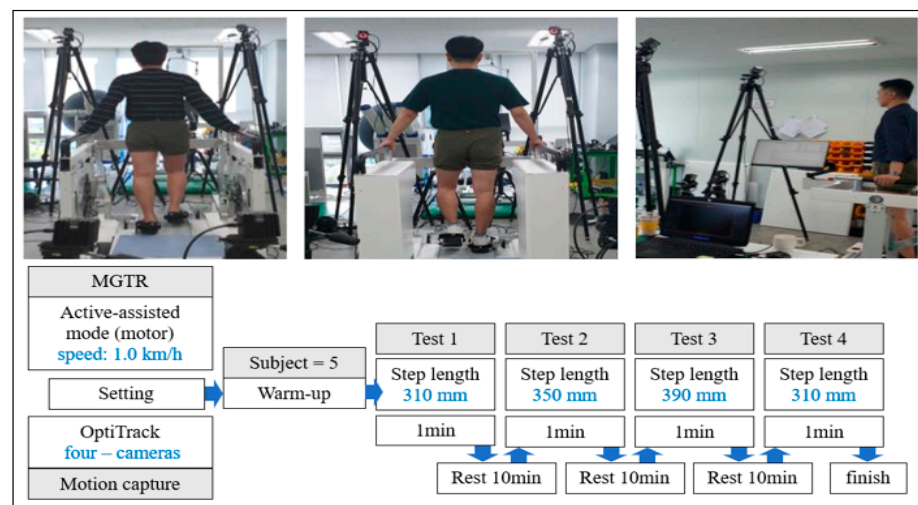 MGTR
Active-assisted
mode (motor)
speed: 1.0 km/h
Setting
OptiTrack
four – cameras
Motion capture
Subject = 5
Warm-up
Test 1
Step length
310 mm
1min
Test 2
Step length
350 mm
1min
Test 3
Step length
390 mm
1min
Test 4
Step length
310 mm
1min
Rest 10min
Rest 10min
Rest 10min
finish